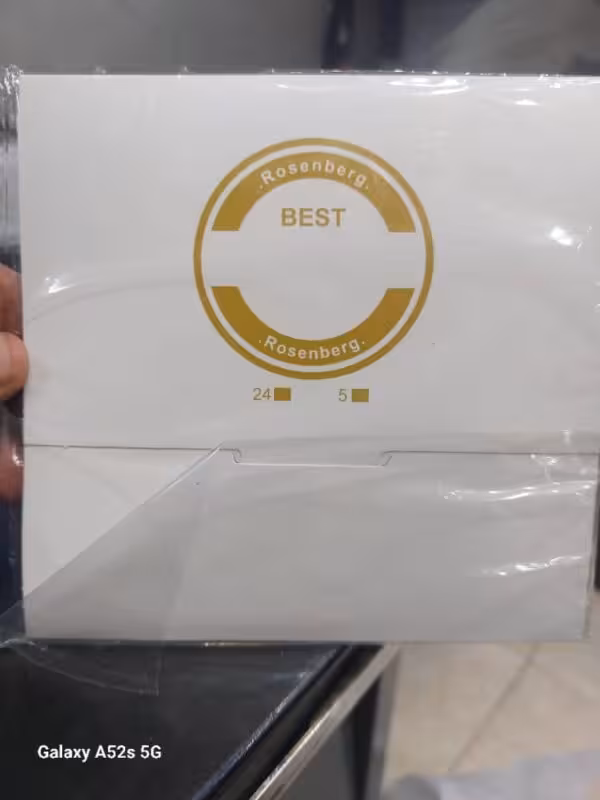 .Rosenberg.
BEST
.Rosenberg.
24 5
Galaxy A52s 5G